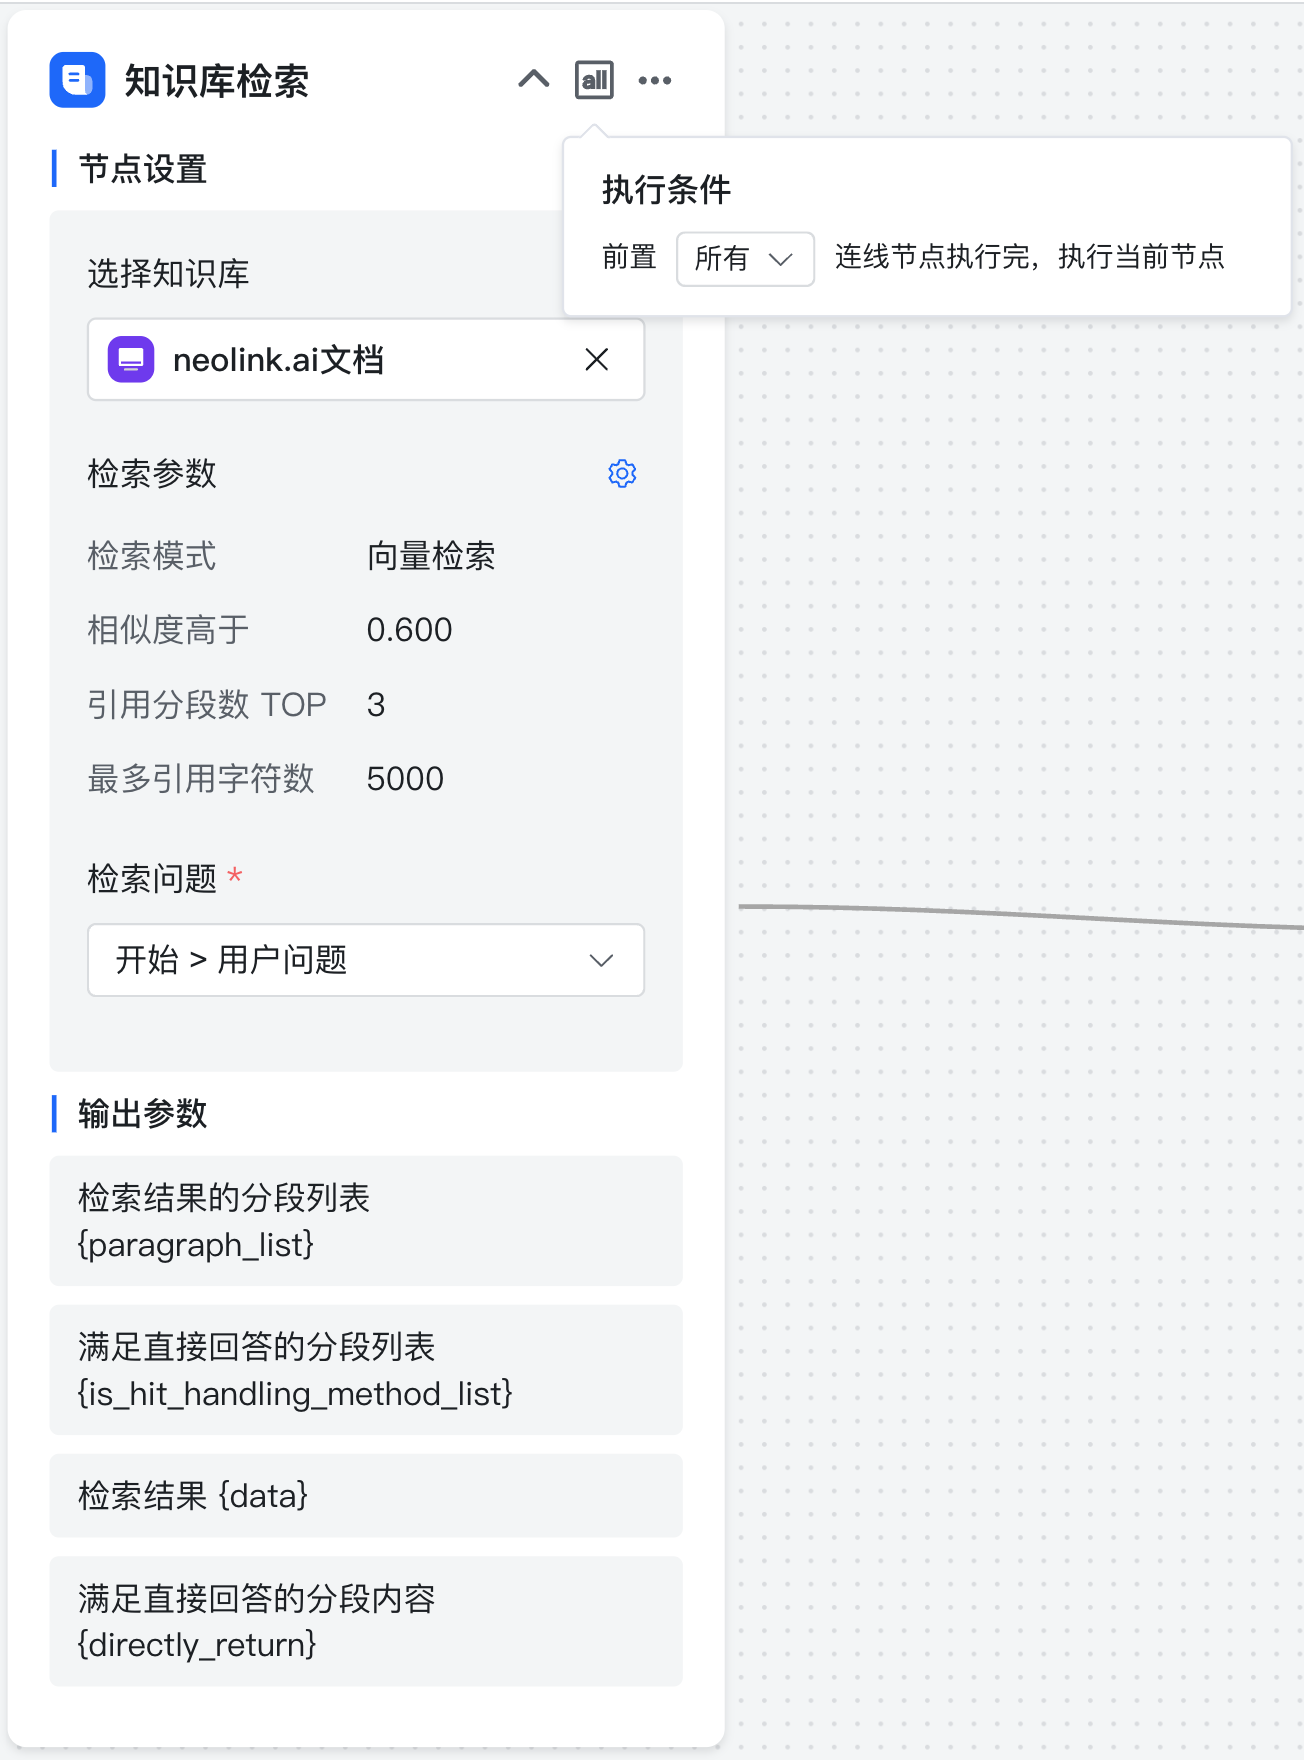 知识库检索
all
节点设置
执行条件
前置 所有 连线节点执行完，执行当前节点
选择知识库
neolink.ai文档
检索参数
检索模式 向量检索
相似度高于 0.600
引用分段数 TOP 3
最多引用字符数 5000
检索问题 *
开始 > 用户问题
输出参数
检索结果的分段列表
{paragraph_list}
满足直接回答的分段列表
{is_hit_handling_method_list}
检索结果 {data}
满足直接回答的分段内容
{directly_return}